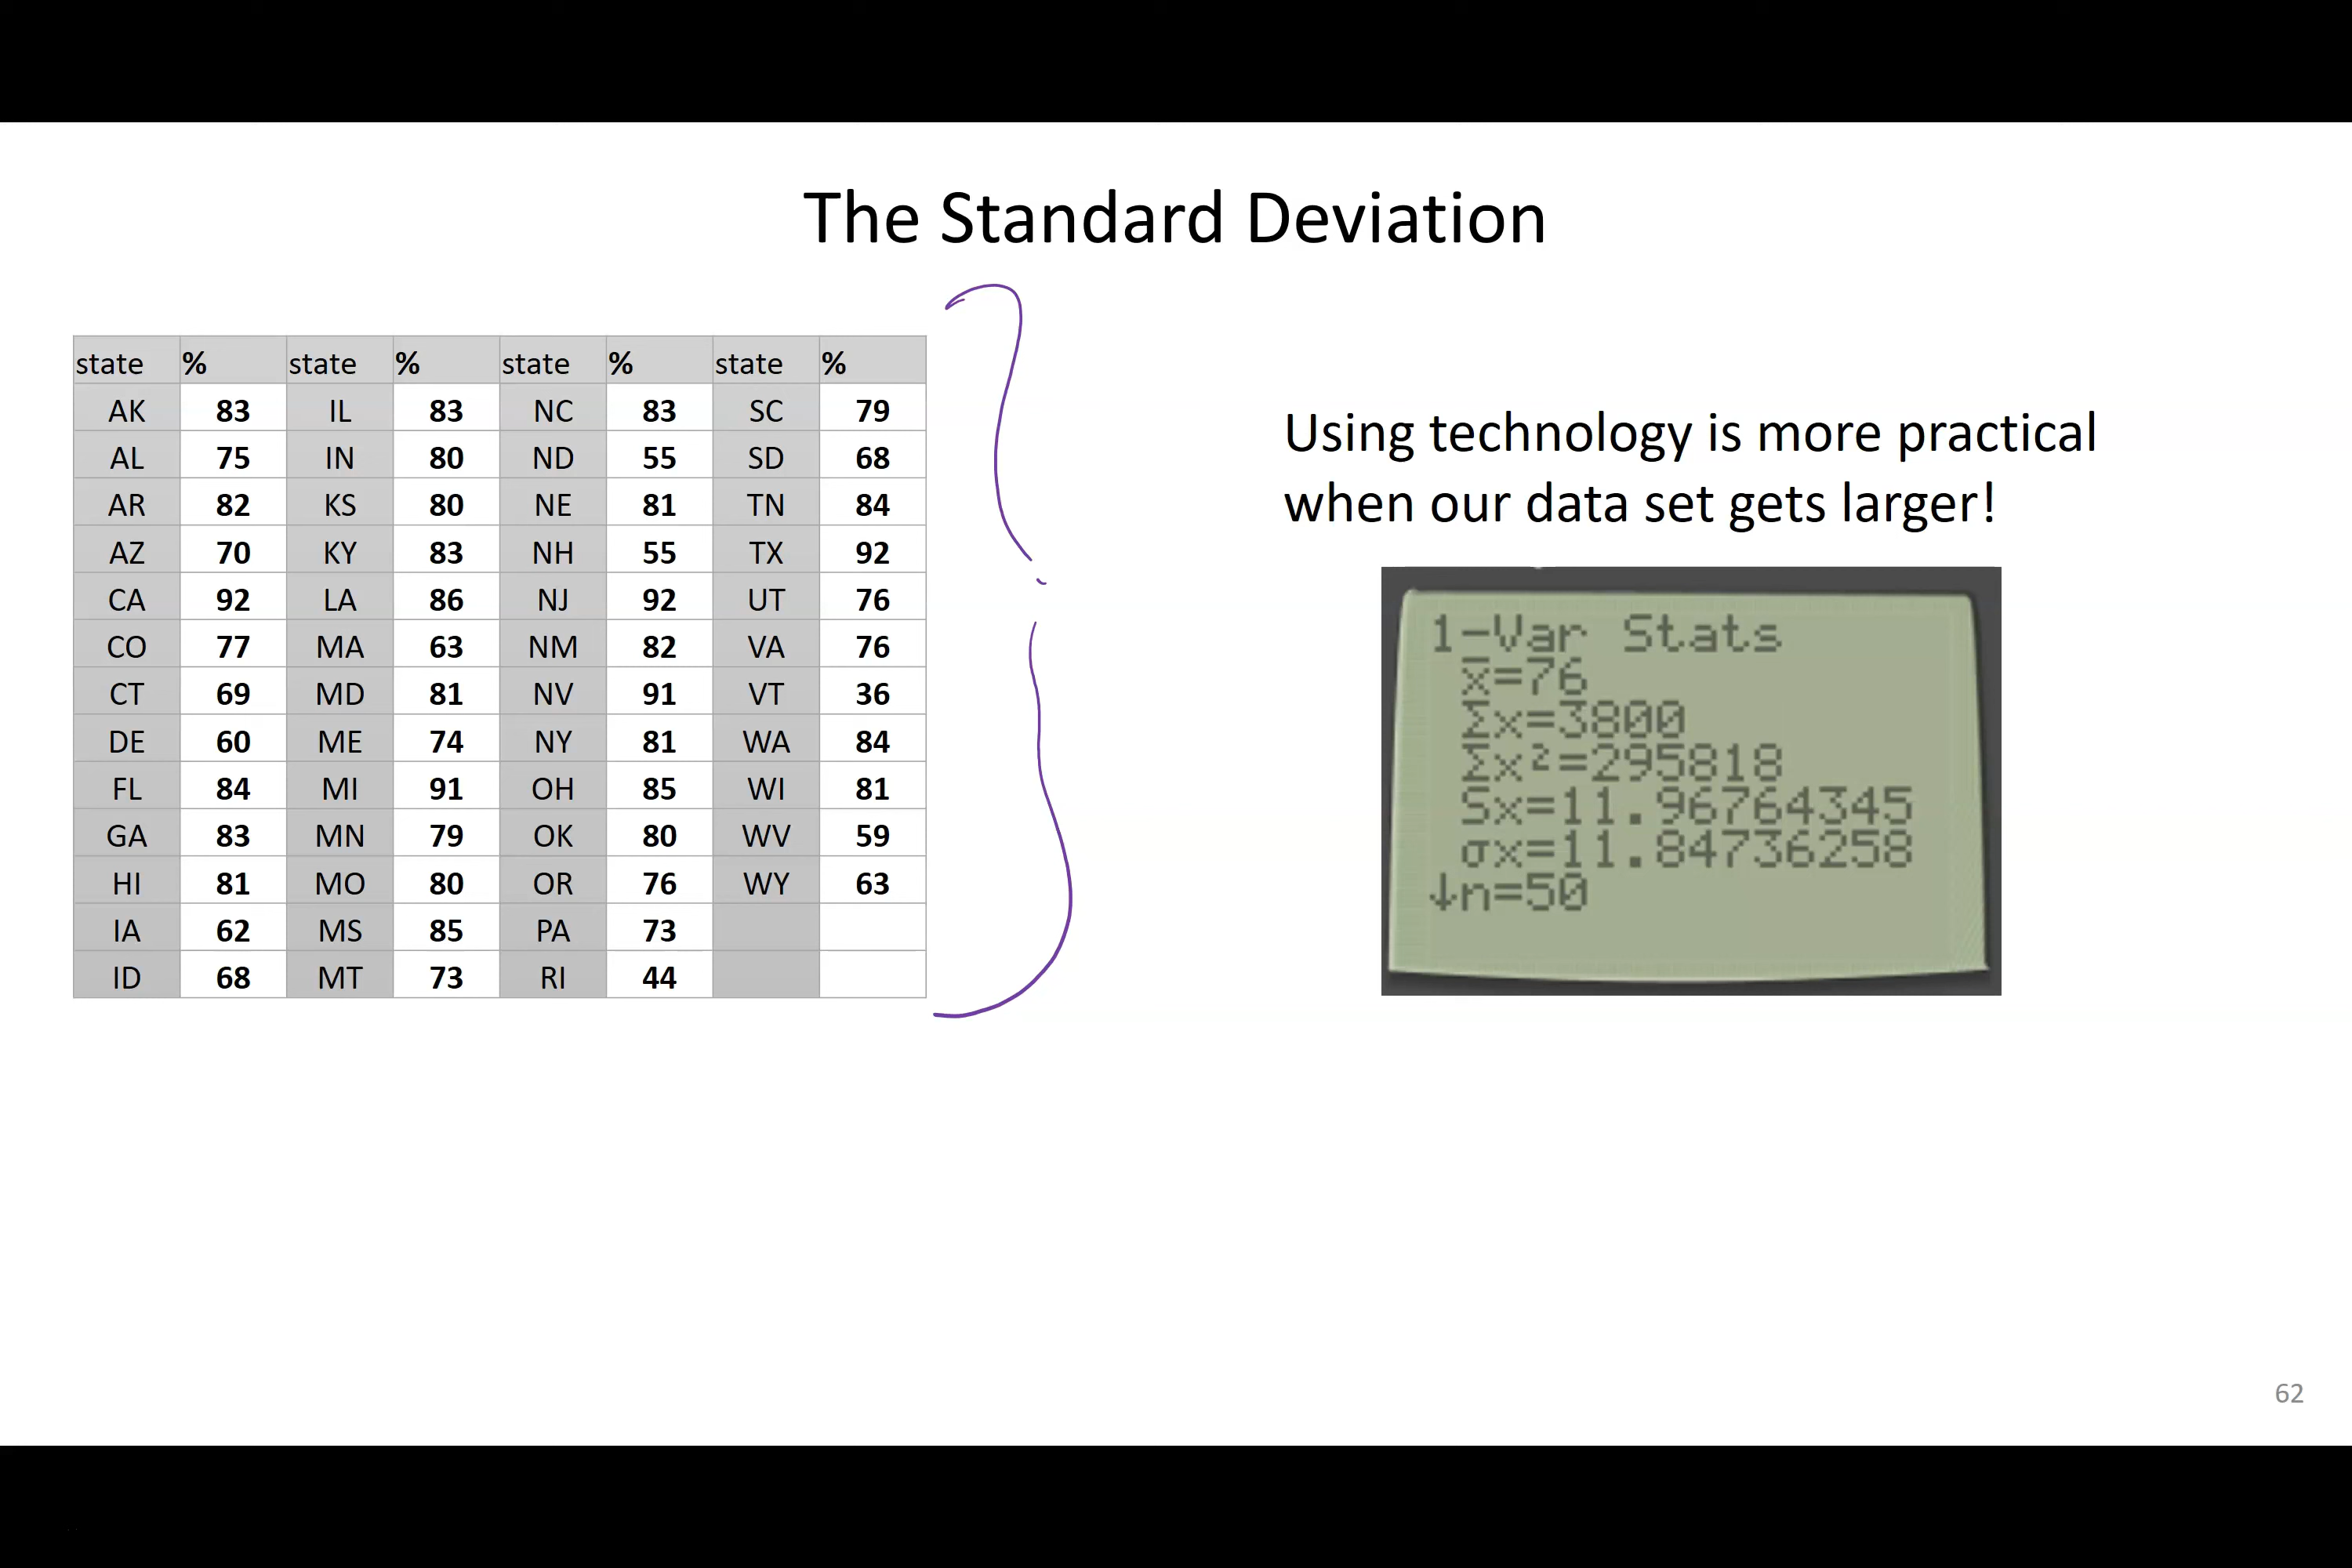 The Standard Deviation
state % state % state % state %
AK 83 IL 83 NC 83 SC 79
AL 75 IN 80 ND 55 SD 68
AR 82 KS 80 NE 81 TN 84
AZ 70 KY 83 NH 55 TX 92
CA 92 LA 86 NJ 92 UT 76
CO 77 MA 63 NM 82 VA 76
CT 69 MD 81 NV 91 VT 36
DE 60 ME 74 NY 81 WA 84
FL 84 MI 91 OH 85 WI 81
GA 83 MN 79 OK 80 WV 59
HI 81 MO 80 OR 76 WY 63
IA 62 MS 85 PA 73
ID 68 MT 73 RI 44
Using technology is more practical
when our data set gets larger!
1-Var Stats
x̄=76
Σx=3800
Σx²=295818
Sx=11.96764345
σx=11.84736258
↓n=50
62